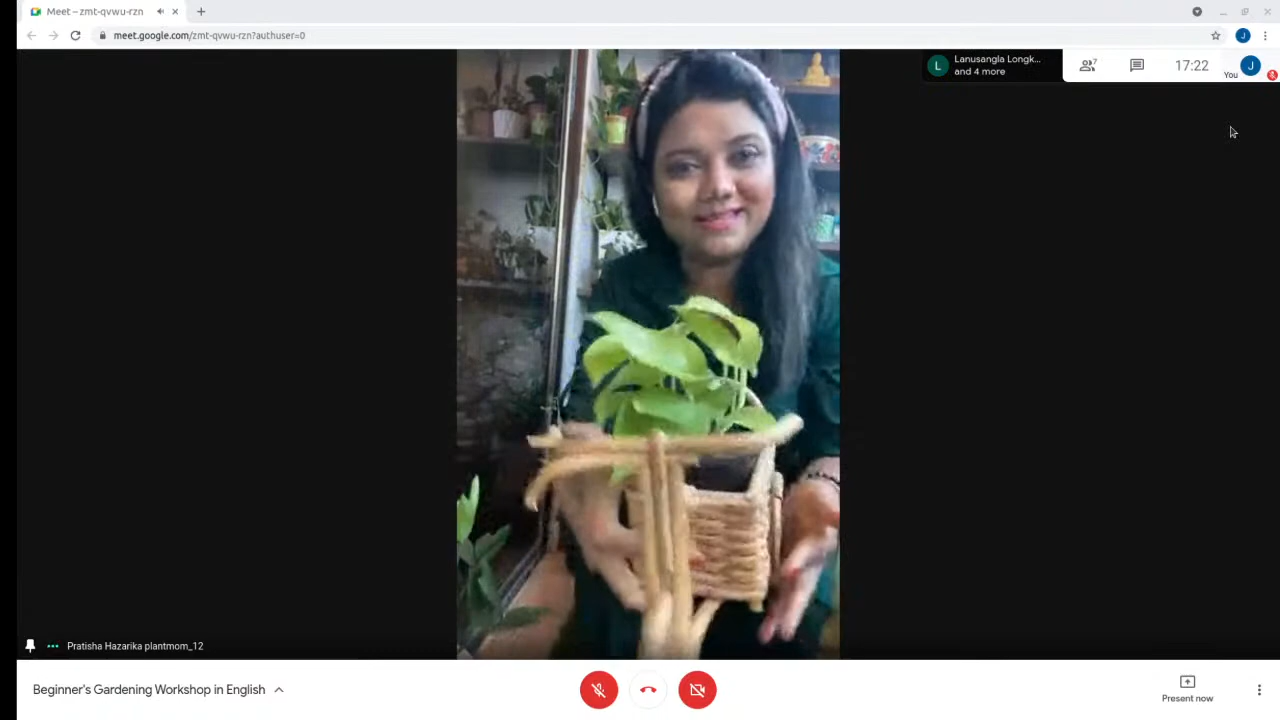 Meet – zmt-qvwu-rzn
meet.google.com/zmt-qvwu-rzn?authuser=0
J
L
Lanusangla Longk...
and 4 more
7
17:22
You
J
Pratisha Hazarika plantmom_12
Beginner's Gardening Workshop in English
Present now